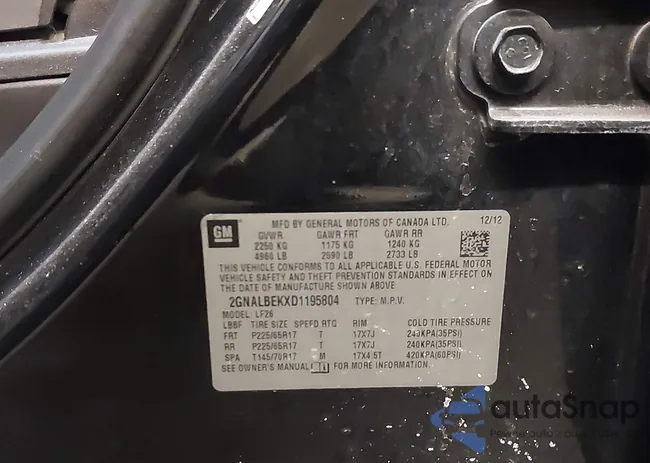 GM
MFD BY GENERAL MOTORS OF CANADA LTD. 12/12
GVWR GAWR FRT GAWR RR
2250 KG 1175 KG 1240 KG
4960 LB 2590 LB 2733 LB
THIS VEHICLE CONFORMS TO ALL APPLICABLE U.S. FEDERAL MOTOR
VEHICLE SAFETY AND THEFT PREVENTION STANDARDS IN EFFECT ON
THE DATE OF MANUFACTURE SHOWN ABOVE
2GNALBEKXD1195804 TYPE: M.P.V.
MODEL: LF26
LBBF TIRE SIZE SPEED RTG RIM COLD TIRE PRESSURE
FRT P225/65R17 T 17X7J 240KPA(35PSI)
RR P225/65R17 T 17X7J 240KPA(35PSI)
SPA T145/70R17 M 17X4.5T 420KPA(60PSI)
SEE OWNER'S MANUAL FOR MORE INFORMATION.
autoSnap